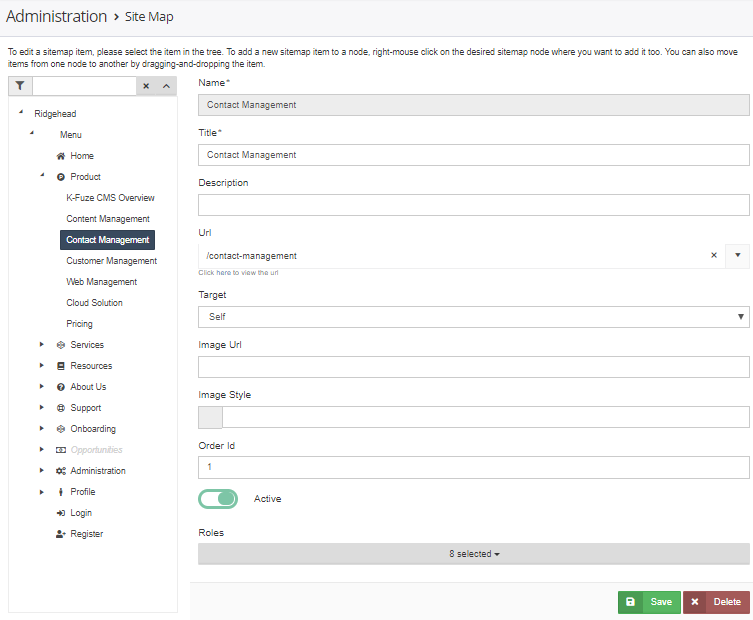 Administration > Site Map
To edit a sitemap item, please select the item in the tree. To add a new sitemap item to a node, right-mouse click on the desired sitemap node where you want to add it too. You can also move
items from one node to another by dragging-and-dropping the item.
Ridgehead
Menu
Home
Product
K-Fuze CMS Overview
Content Management
Contact Management
Customer Management
Web Management
Cloud Solution
Pricing
Services
Resources
About Us
Support
Onboarding
Opportunities
Administration
Profile
Login
Register
Name*
Contact Management
Title*
Contact Management
Description
Url
/contact-management
Click here to view the url
Target
Self
Image Url
Image Style
Order Id
1
Active
Roles
8 selected
Save
Delete